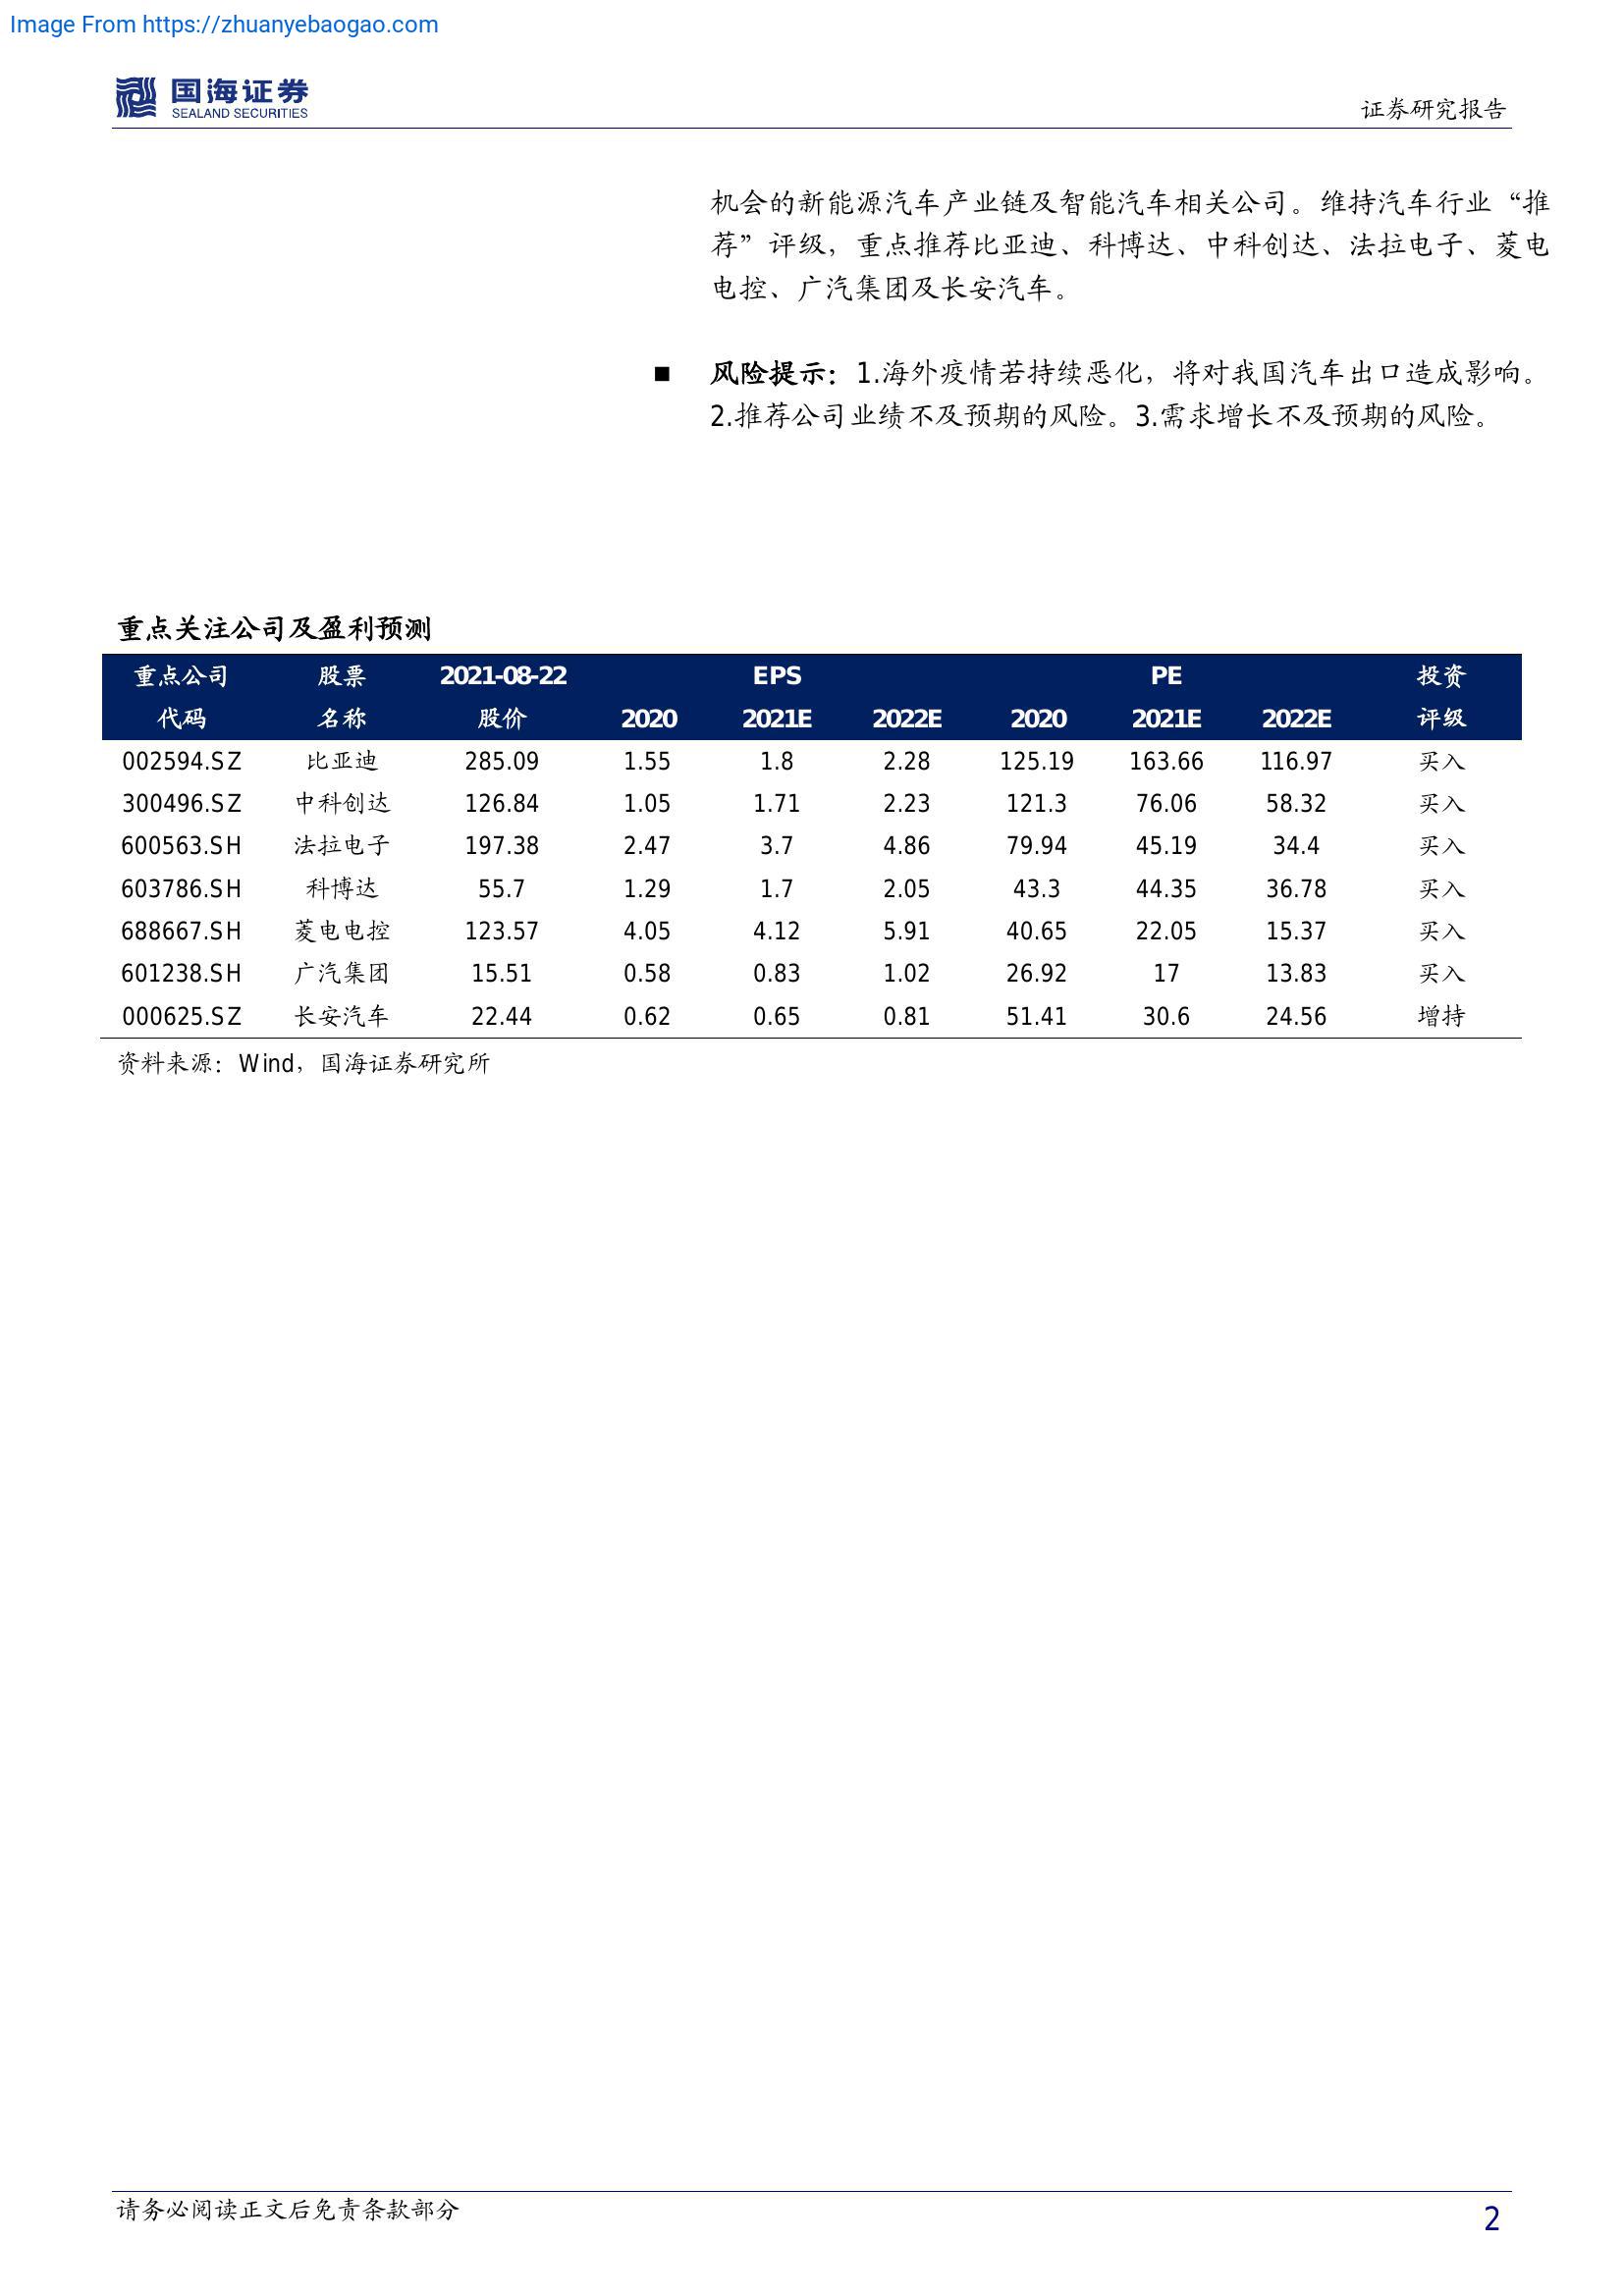 Image From https://zhuanyebaogao.com
国海证券
SEALAND SECURITIES
证券研究报告
机会的新能源汽车产业链及智能汽车相关公司。维持汽车行业“推
荐”评级，重点推荐比亚迪、科博达、中科创达、法拉电子、菱电
电控、广汽集团及长安汽车。
■ 风险提示：1.海外疫情若持续恶化，将对我国汽车出口造成影响。
2.推荐公司业绩不及预期的风险。3.需求增长不及预期的风险。
重点关注公司及盈利预测
重点公司 股票 2021-08-22 EPS PE 投资
代码 名称 股价 2020 2021E 2022E 2020 2021E 2022E 评级
002594.SZ 比亚迪 285.09 1.55 1.8 2.28 125.19 163.66 116.97 买入
300496.SZ 中科创达 126.84 1.05 1.71 2.23 121.3 76.06 58.32 买入
600563.SH 法拉电子 197.38 2.47 3.7 4.86 79.94 45.19 34.4 买入
603786.SH 科博达 55.7 1.29 1.7 2.05 43.3 44.35 36.78 买入
688667.SH 菱电电控 123.57 4.05 4.12 5.91 40.65 22.05 15.37 买入
601238.SH 广汽集团 15.51 0.58 0.83 1.02 26.92 17 13.83 买入
000625.SZ 长安汽车 22.44 0.62 0.65 0.81 51.41 30.6 24.56 增持
资料来源：Wind，国海证券研究所
请务必阅读正文后免责条款部分
2